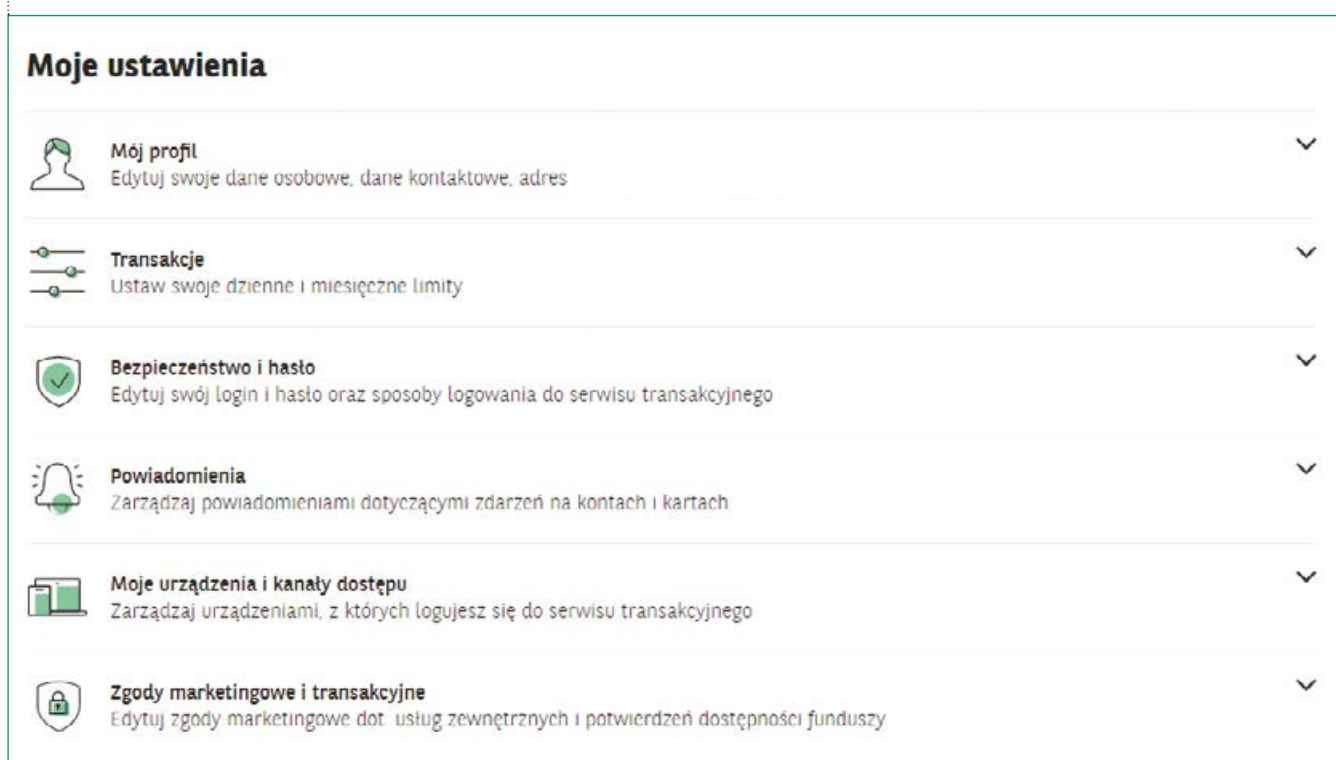 Moje ustawienia
Mój profil
Edytuj swoje dane osobowe, dane kontaktowe, adres
Transakcje
Ustaw swoje dzienne i miesięczne limity
Bezpieczeństwo i hasło
Edytuj swój login i hasło oraz sposoby logowania do serwisu transakcyjnego
Powiadomienia
Zarządzaj powiadomieniami dotyczącymi zdarzeń na kontach i kartach
Moje urządzenia i kanały dostępu
Zarządzaj urządzeniami, z których logujesz się do serwisu transakcyjnego
Zgody marketingowe i transakcyjne
Edytuj zgody marketingowe dot. usług zewnętrznych i potwierdzeń dostępności funduszy